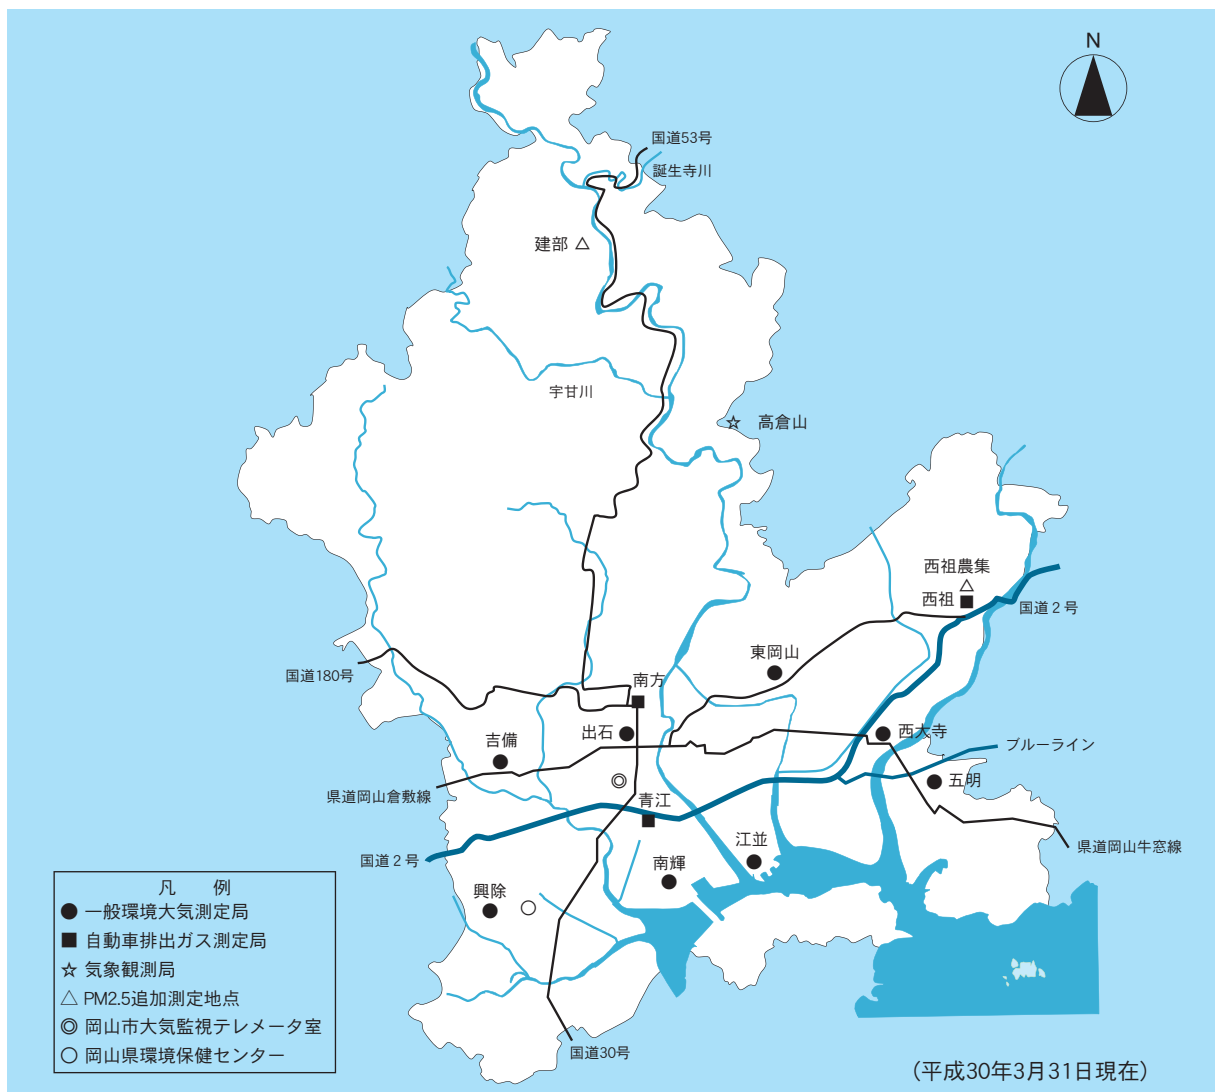 N
国道53号
誕生寺川
建部
宇甘川
高倉山
西祖農集
西祖
国道2号
東岡山
国道180号
南方
出石
西大寺
吉備
ブルーライン
五明
県道岡山倉敷線
青江
江並
県道岡山牛窓線
国道2号
南輝
興除
凡 例
一般環境大気測定局
自動車排出ガス測定局
気象観測局
PM2.5追加測定地点
岡山市大気監視テレメータ室
岡山県環境保健センター
国道30号
(平成30年3月31日現在)